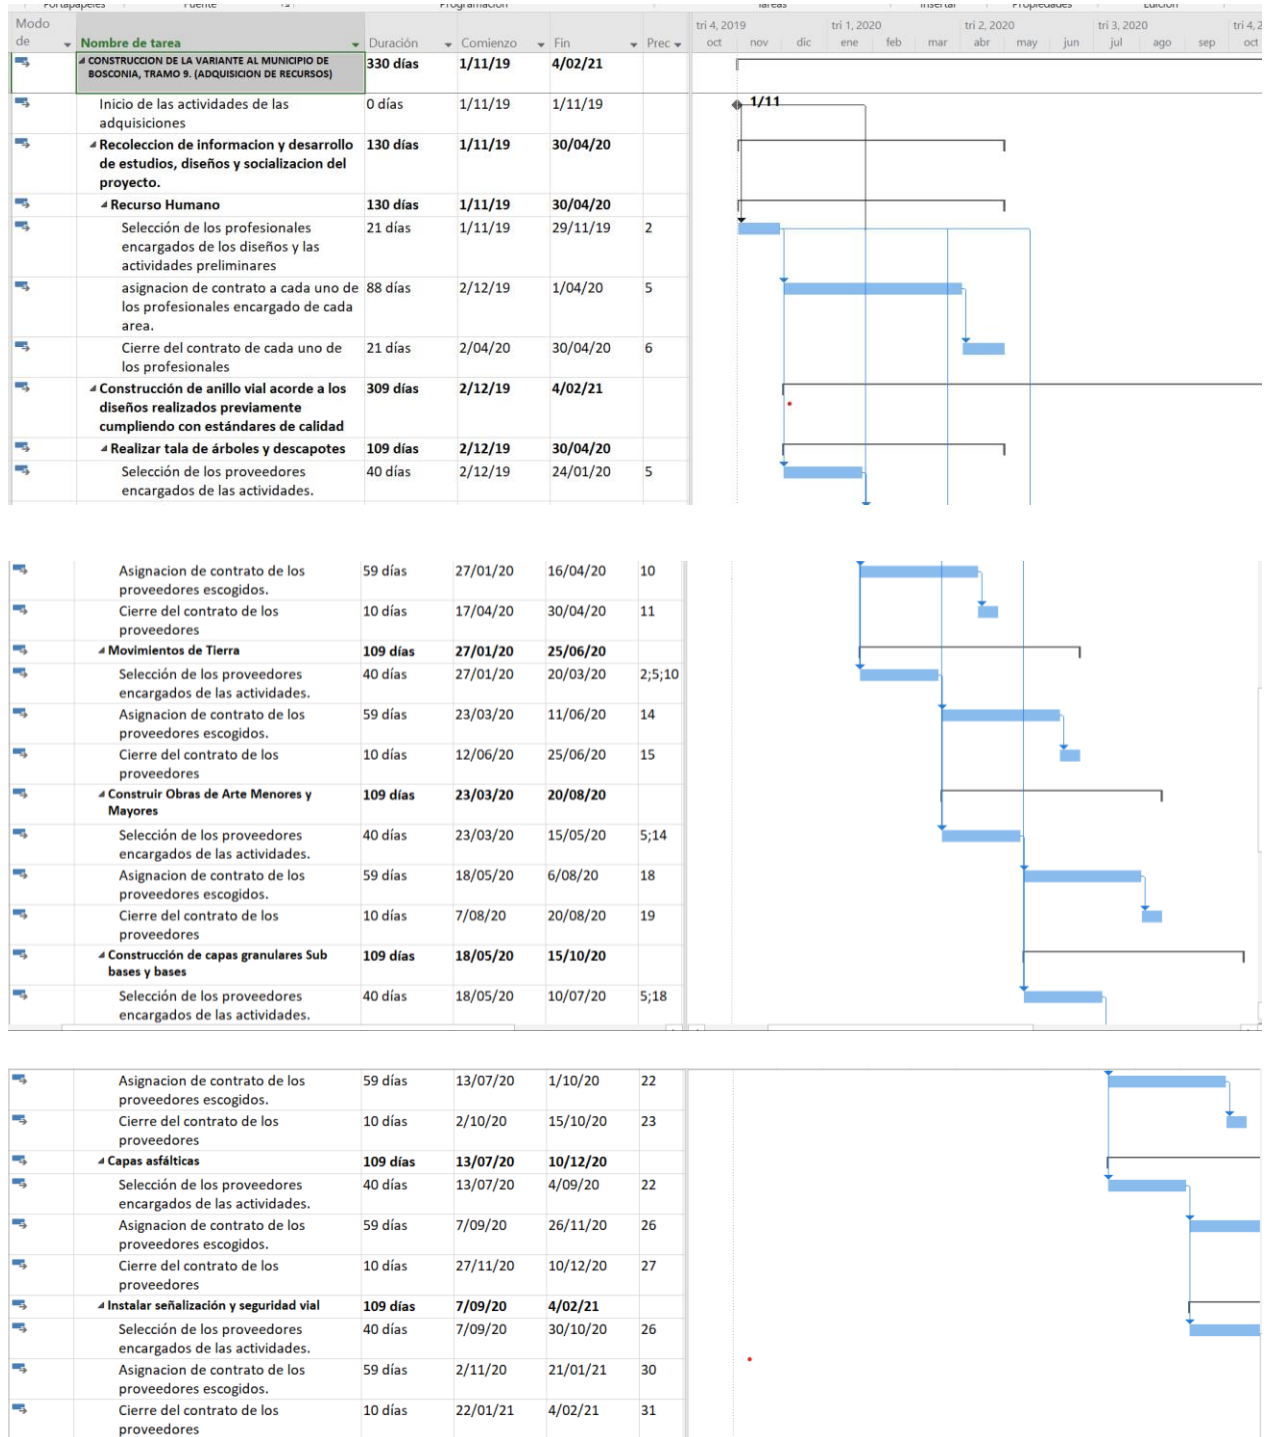 Portapapeles Fuente Programación Tareas Insertar Propiedades Edición
Modo de Nombre de tarea Duración Comienzo Fin Prec
tri 4, 2019 tri 1, 2020 tri 2, 2020 tri 3, 2020 tri 4, 2
oct nov dic ene feb mar abr may jun jul ago sep oct
CONSTRUCCION DE LA VARIANTE AL MUNICIPIO DE 330 días 1/11/19 4/02/21
BOSCONIA, TRAMO 9. (ADQUISICION DE RECURSOS)
Inicio de las actividades de las 0 días 1/11/19 1/11/19 1/11
adquisiciones
Recoleccion de informacion y desarrollo 130 días 1/11/19 30/04/20
de estudios, diseños y socializacion del
proyecto.
Recurso Humano 130 días 1/11/19 30/04/20
Selección de los profesionales 21 días 1/11/19 29/11/19 2
encargados de los diseños y las
actividades preliminares
asignacion de contrato a cada uno de 88 días 2/12/19 1/04/20 5
los profesionales encargado de cada
area.
Cierre del contrato de cada uno de 21 días 2/04/20 30/04/20 6
los profesionales
Construcción de anillo vial acorde a los 309 días 2/12/19 4/02/21
diseños realizados previamente
cumpliendo con estándares de calidad
Realizar tala de árboles y descapotes 109 días 2/12/19 30/04/20
Selección de los proveedores 40 días 2/12/19 24/01/20 5
encargados de las actividades.
Asignacion de contrato de los 59 días 27/01/20 16/04/20 10
proveedores escogidos.
Cierre del contrato de los 10 días 17/04/20 30/04/20 11
proveedores
Movimientos de Tierra 109 días 27/01/20 25/06/20
Selección de los proveedores 40 días 27/01/20 20/03/20 2;5;10
encargados de las actividades.
Asignacion de contrato de los 59 días 23/03/20 11/06/20 14
proveedores escogidos.
Cierre del contrato de los 10 días 12/06/20 25/06/20 15
proveedores
Construir Obras de Arte Menores y 109 días 23/03/20 20/08/20
Mayores
Selección de los proveedores 40 días 23/03/20 15/05/20 5;14
encargados de las actividades.
Asignacion de contrato de los 59 días 18/05/20 6/08/20 18
proveedores escogidos.
Cierre del contrato de los 10 días 7/08/20 20/08/20 19
proveedores
Construcción de capas granulares Sub 109 días 18/05/20 15/10/20
bases y bases
Selección de los proveedores 40 días 18/05/20 10/07/20 5;18
encargados de las actividades.
Asignacion de contrato de los 59 días 13/07/20 1/10/20 22
proveedores escogidos.
Cierre del contrato de los 10 días 2/10/20 15/10/20 23
proveedores
Capas asfálticas 109 días 13/07/20 10/12/20
Selección de los proveedores 40 días 13/07/20 4/09/20 22
encargados de las actividades.
Asignacion de contrato de los 59 días 7/09/20 26/11/20 26
proveedores escogidos.
Cierre del contrato de los 10 días 27/11/20 10/12/20 27
proveedores
Instalar señalización y seguridad vial 109 días 7/09/20 4/02/21
Selección de los proveedores 40 días 7/09/20 30/10/20 26
encargados de las actividades.
Asignacion de contrato de los 59 días 2/11/20 21/01/21 30
proveedores escogidos.
Cierre del contrato de los 10 días 22/01/21 4/02/21 31
proveedores